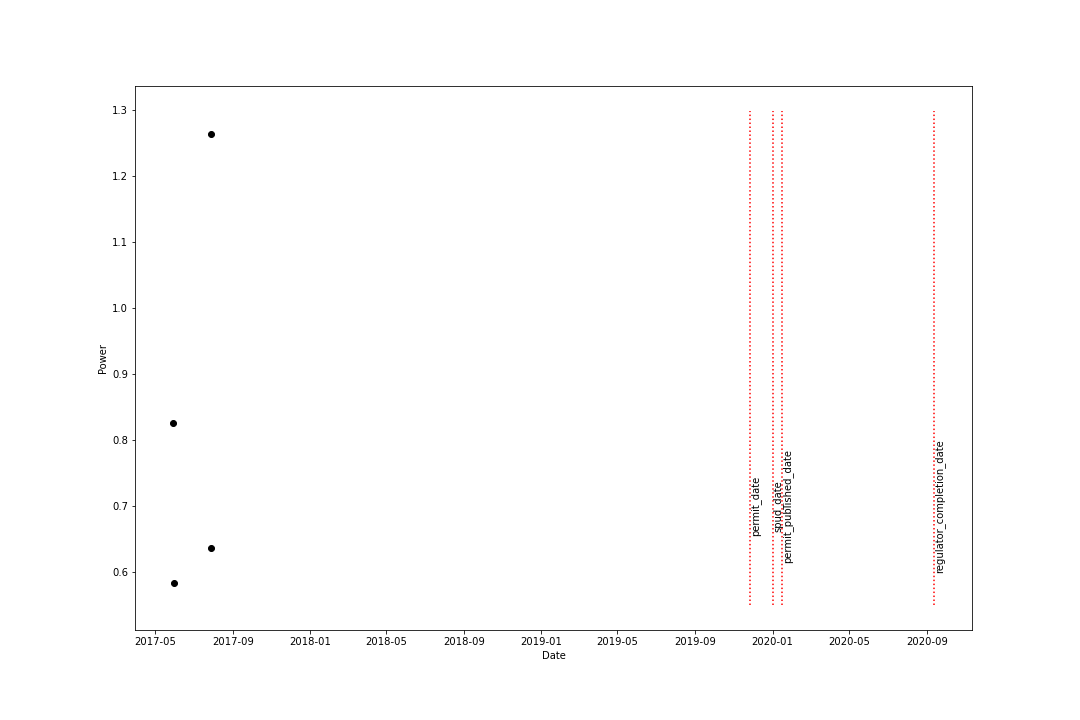 1.3
1.2
1.1
1.0
0.9
0.8
0.7
0.6
Power
permit_date
spud_date
permit_published_date
regulator_completion_date
2017-05 2017-09 2018-01 2018-05 2018-09 2019-01 2019-05 2019-09 2020-01 2020-05 2020-09
Date